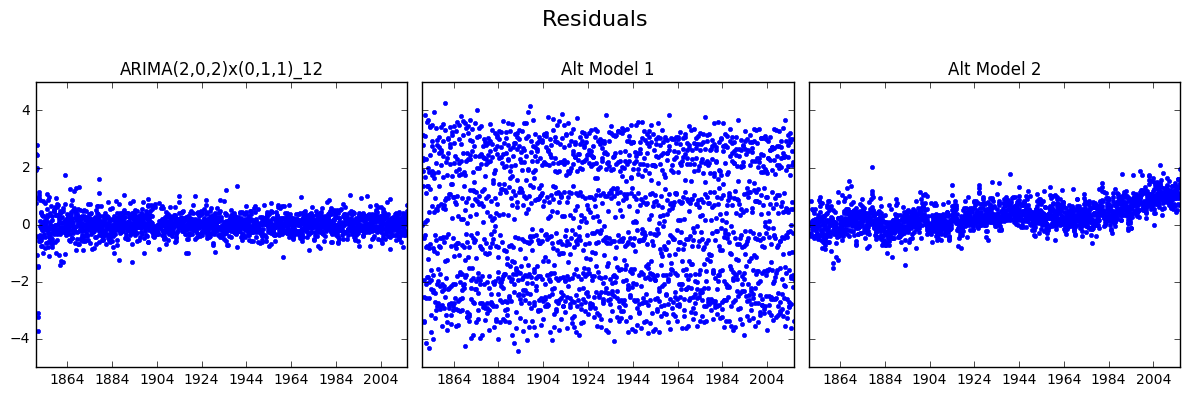 Residuals
ARIMA(2,0,2)x(0,1,1)_12
Alt Model 1
Alt Model 2
4
2
0
−2
−4
1864 1884 1904 1924 1944 1964 1984 2004
1864 1884 1904 1924 1944 1964 1984 2004
1864 1884 1904 1924 1944 1964 1984 2004